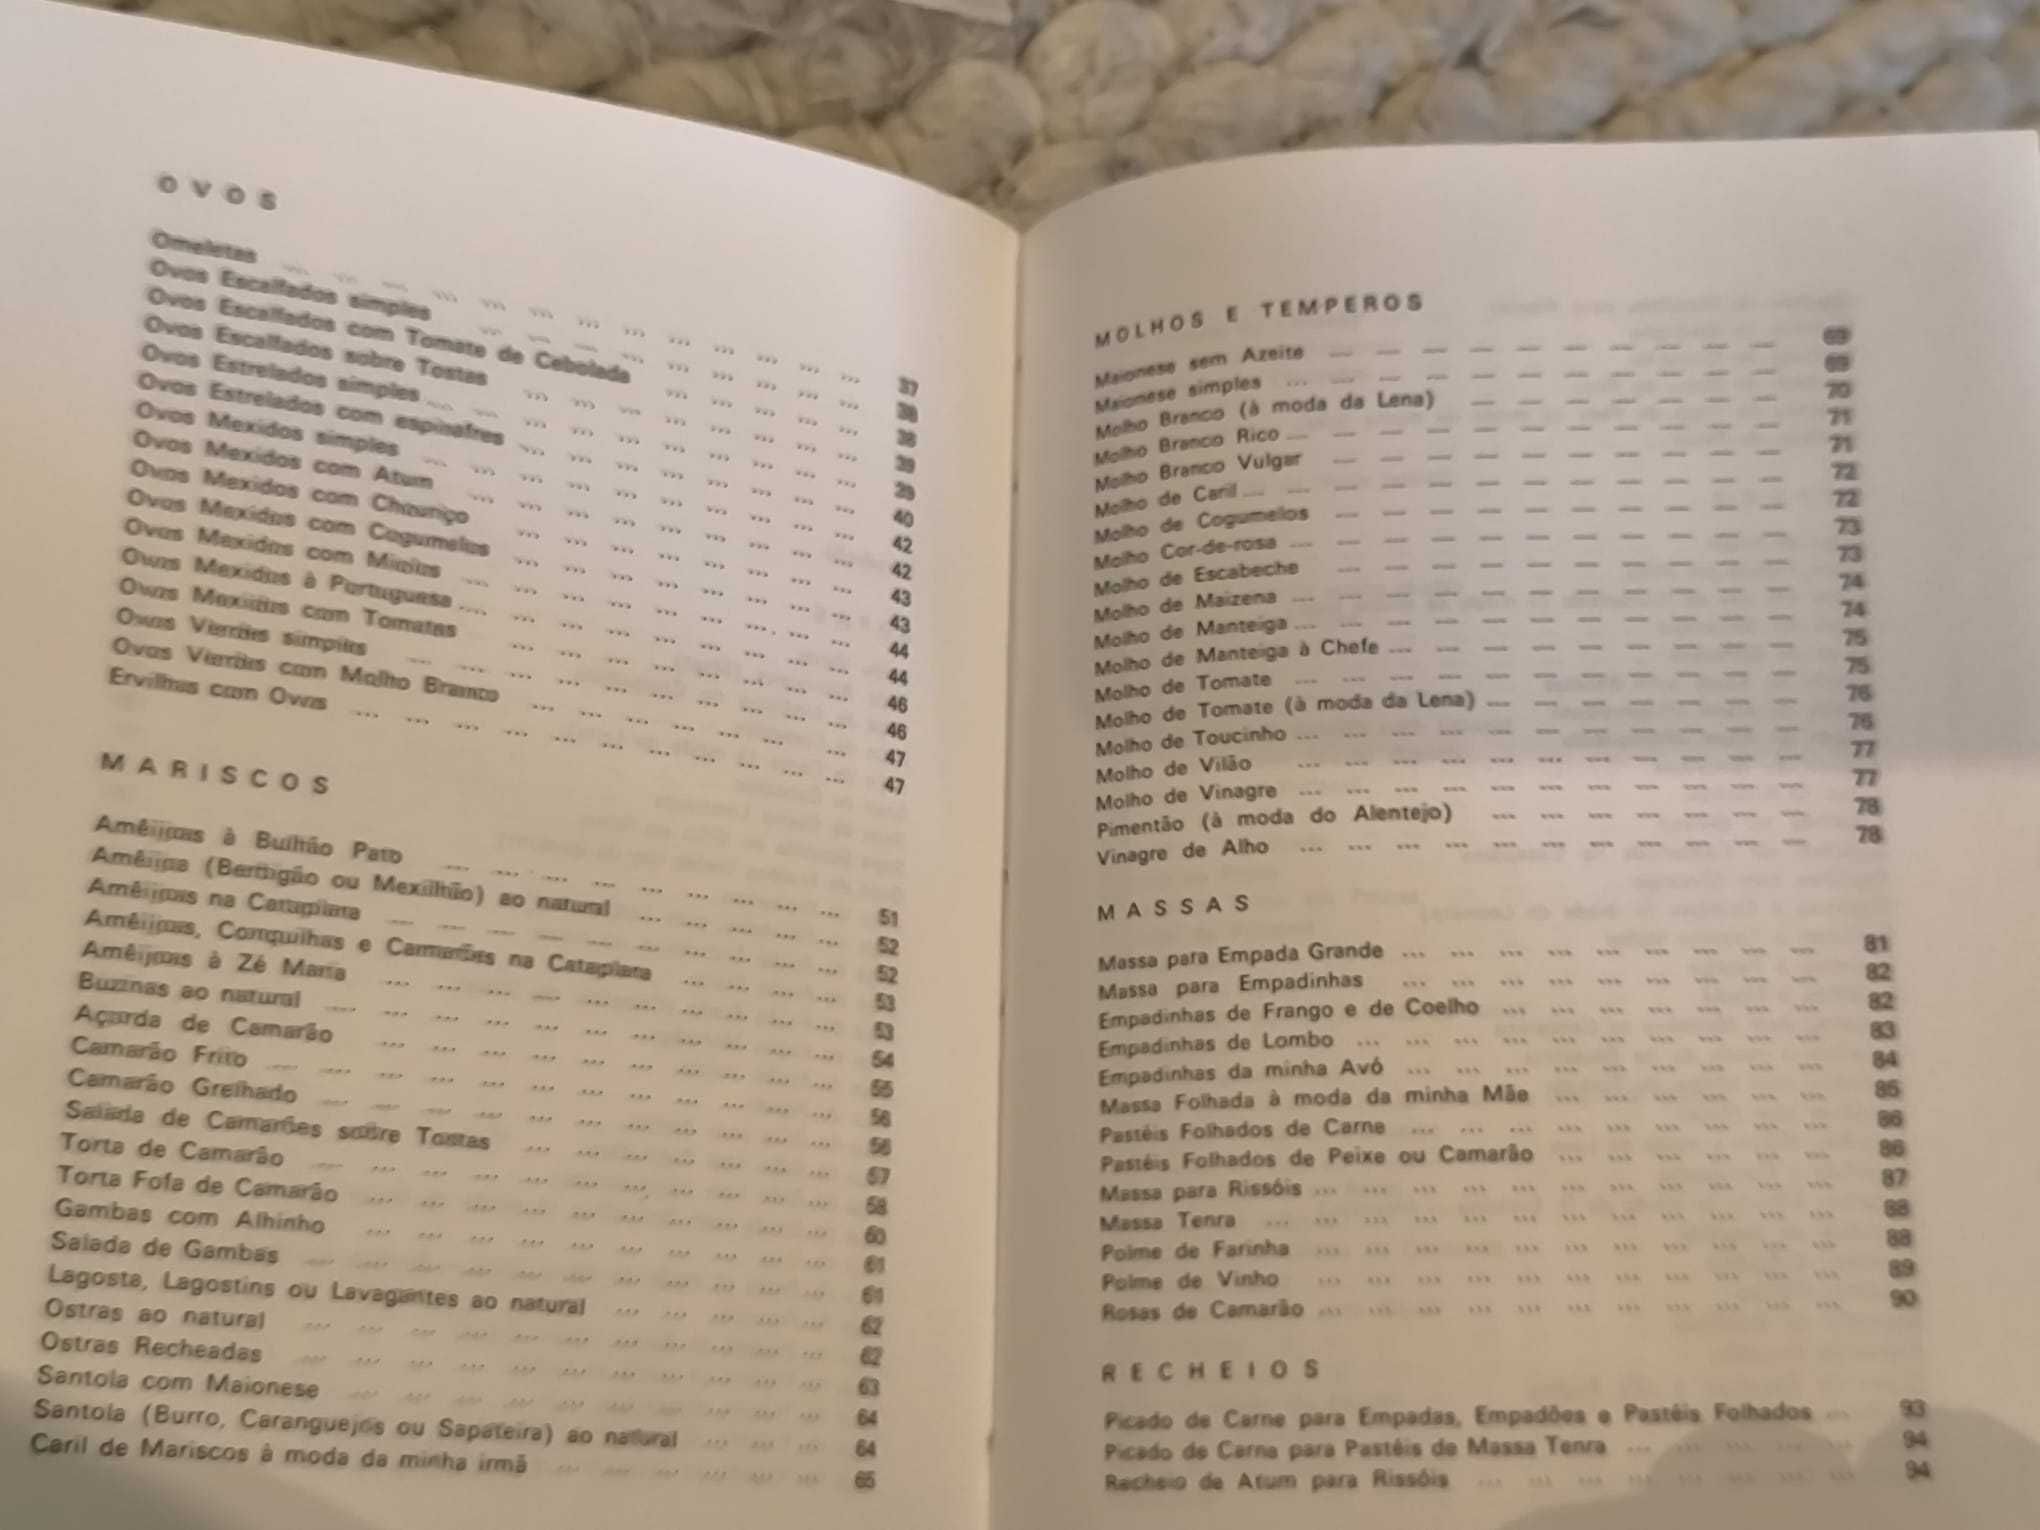 OVOS
Omeletas ... 37
Ovos Escalfados simples ... 38
Ovos Escalfados com Tomate de Cebolada ... 38
Ovos Escalfados sobre Tostas ... 39
Ovos Estrelados simples ... 39
Ovos Estrelados com espinafres ... 40
Ovos Mexidos simples ... 42
Ovos Mexidos com Atum ... 42
Ovos Mexidos com Chouriço ... 43
Ovos Mexidos com Cogumelos ... 43
Ovos Mexidos com Miolos ... 44
Ovos Mexidos à Portuguesa ... 44
Ovos Mexidos com Tomates ... 46
Ovos Verdes simples ... 46
Ovos Verdes com Molho Branco ... 47
Ervilhas com Ovos ... 47
MARISCOS
Amêijoas à Bulhão Pato ... 51
Amêijoa (Berbigão ou Mexilhão) ao natural ... 52
Amêijoas na Cataplana ... 52
Amêijoas, Conquilhas e Camarões na Cataplana ... 53
Amêijoas à Zé Maria ... 53
Buzinas ao natural ... 54
Açorda de Camarão ... 55
Camarão Frito ... 56
Camarão Grelhado ... 56
Salada de Camarões sobre Tostas ... 57
Torta de Camarão ... 58
Torta Fofa de Camarão ... 60
Gambas com Alhinho ... 61
Salada de Gambas ... 61
Lagosta, Lagostins ou Lavagantes ao natural ... 62
Ostras ao natural ... 62
Ostras Recheadas ... 63
Santola com Maionese ... 64
Santola (Burro, Caranguejos ou Sapateira) ao natural ... 64
Caril de Mariscos à moda da minha irmã ... 65
MOLHOS E TEMPEROS
Maionese sem Azeite ... 69
Maionese simples ... 69
Molho Branco (à moda da Lena) ... 70
Molho Branco Rico ... 71
Molho Branco Vulgar ... 71
Molho de Caril ... 72
Molho de Cogumelos ... 72
Molho Cor-de-rosa ... 73
Molho de Escabeche ... 73
Molho de Maizena ... 74
Molho de Manteiga ... 74
Molho de Manteiga à Chefe ... 75
Molho de Tomate ... 75
Molho de Tomate (à moda da Lena) ... 76
Molho de Toucinho ... 76
Molho de Vilão ... 77
Molho de Vinagre ... 77
Pimentão (à moda do Alentejo) ... 78
Vinagre de Alho ... 78
MASSAS
Massa para Empada Grande ... 81
Massa para Empadinhas ... 82
Empadinhas de Frango e de Coelho ... 82
Empadinhas de Lombo ... 83
Empadinhas da minha Avó ... 84
Massa Folhada à moda da minha Mãe ... 85
Pastéis Folhados de Carne ... 86
Pastéis Folhados de Peixe ou Camarão ... 86
Massa para Rissóis ... 87
Massa Tenra ... 88
Polme de Farinha ... 88
Polme de Vinho ... 89
Rosas de Camarão ... 90
RECHEIOS
Picado de Carne para Empadas, Empadões e Pastéis Folhados ... 93
Picado de Carne para Pastéis de Massa Tenra ... 94
Recheio de Atum para Rissóis ... 94